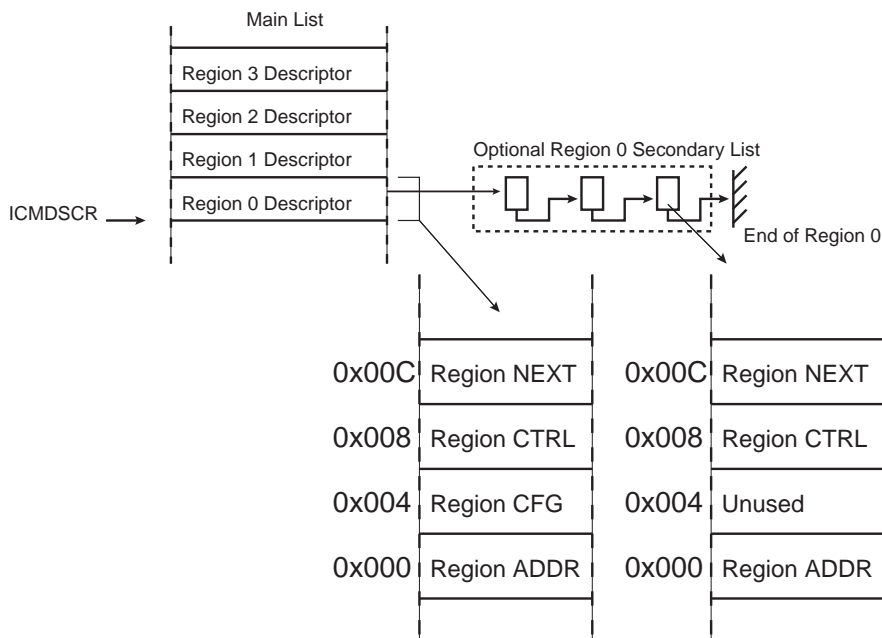 Main List
Region 3 Descriptor
Region 2 Descriptor
Region 1 Descriptor
Region 0 Descriptor
ICMDSCR
Optional Region 0 Secondary List
End of Region 0
0x00C Region NEXT
0x008 Region CTRL
0x004 Region CFG
0x000 Region ADDR
0x00C Region NEXT
0x008 Region CTRL
0x004 Unused
0x000 Region ADDR